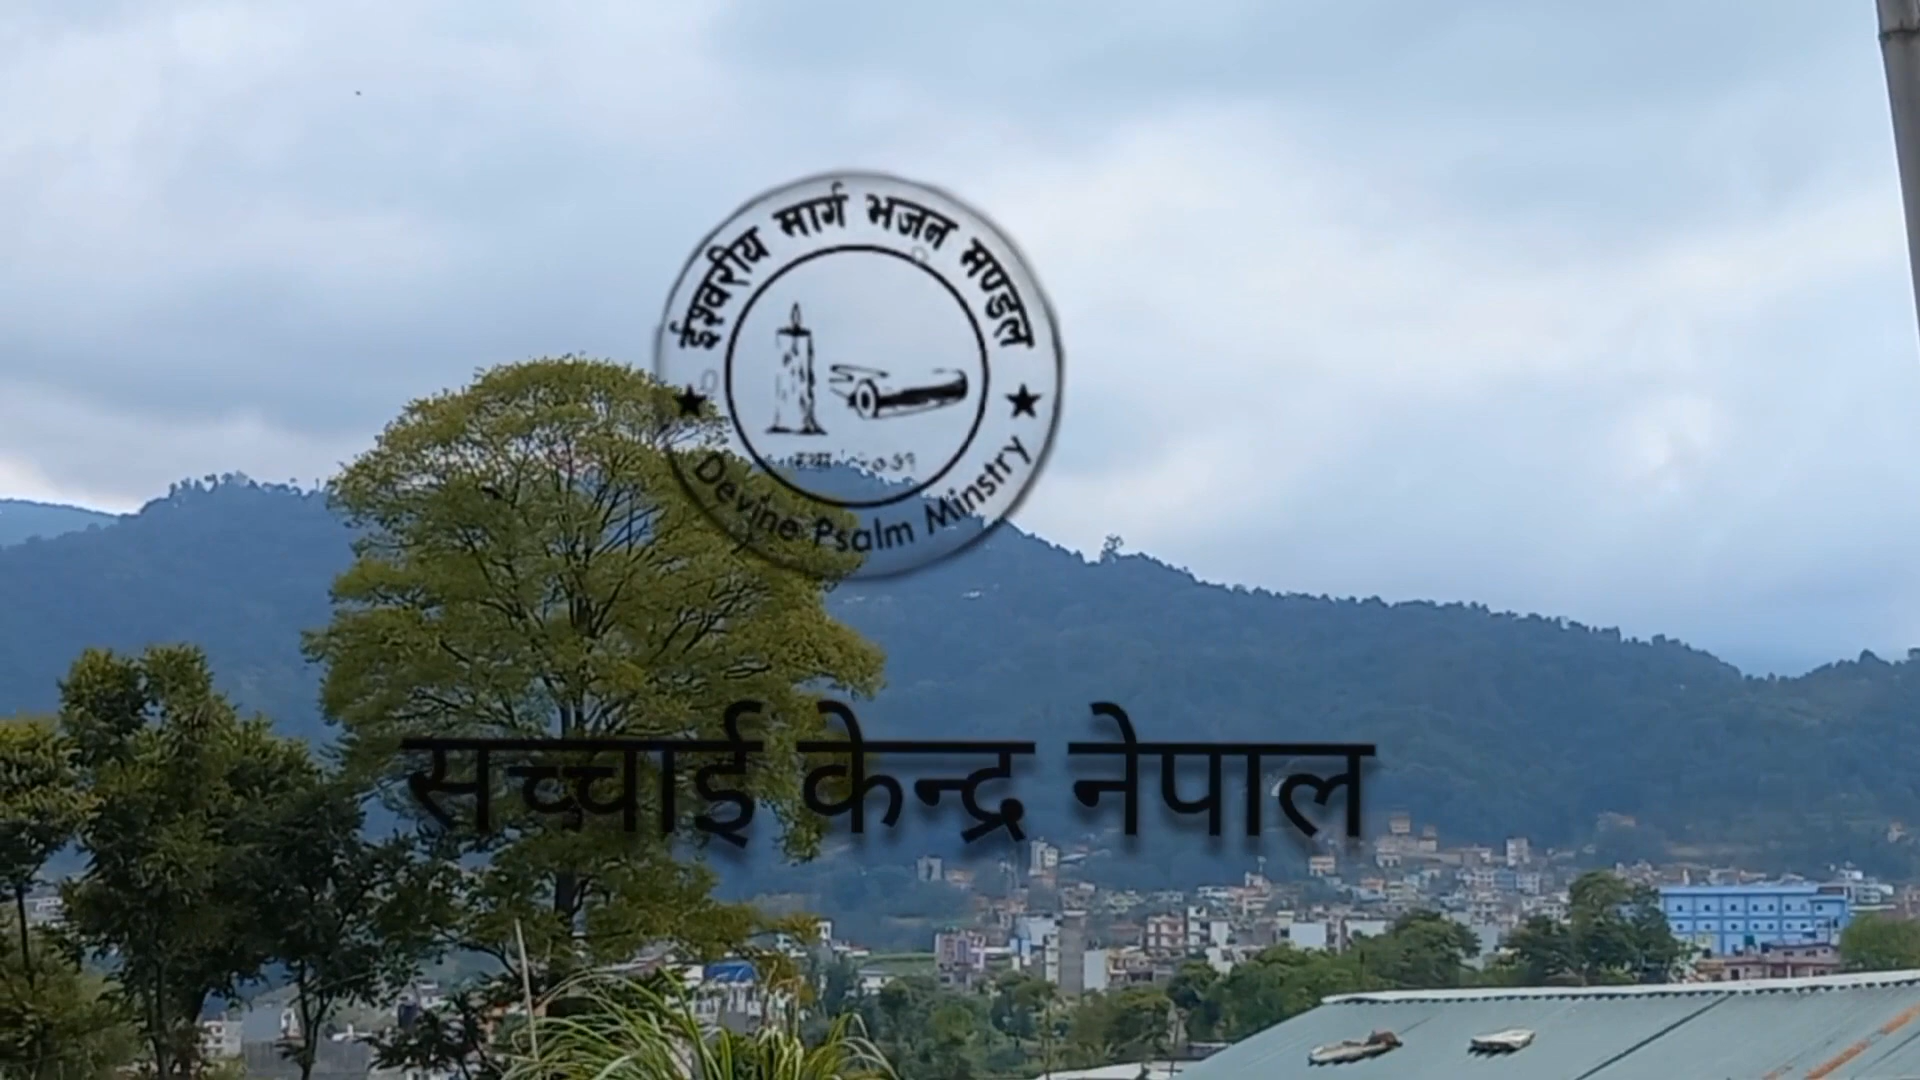 ईश्वरीय मार्ग भजन मण्डल
Devine Psalm Minstry
सच्चाई केन्द्र नेपाल